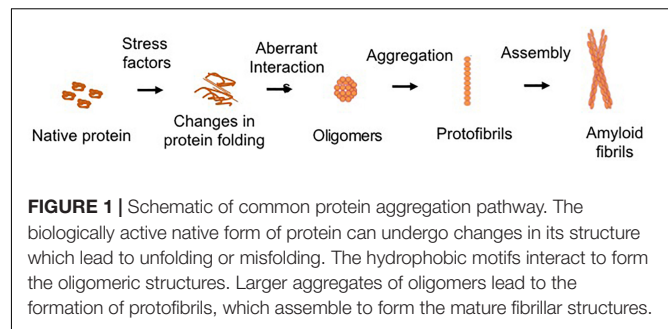 Stress
factors
Aberrant
Interaction
s
Aggregation
Assembly
Native protein
Changes in
protein folding
Oligomers
Protofibrils
Amyloid
fibrils
FIGURE 1 | Schematic of common protein aggregation pathway. The
biologically active native form of protein can undergo changes in its structure
which lead to unfolding or misfolding. The hydrophobic motifs interact to form
the oligomeric structures. Larger aggregates of oligomers lead to the
formation of protofibrils, which assemble to form the mature fibrillar structures.